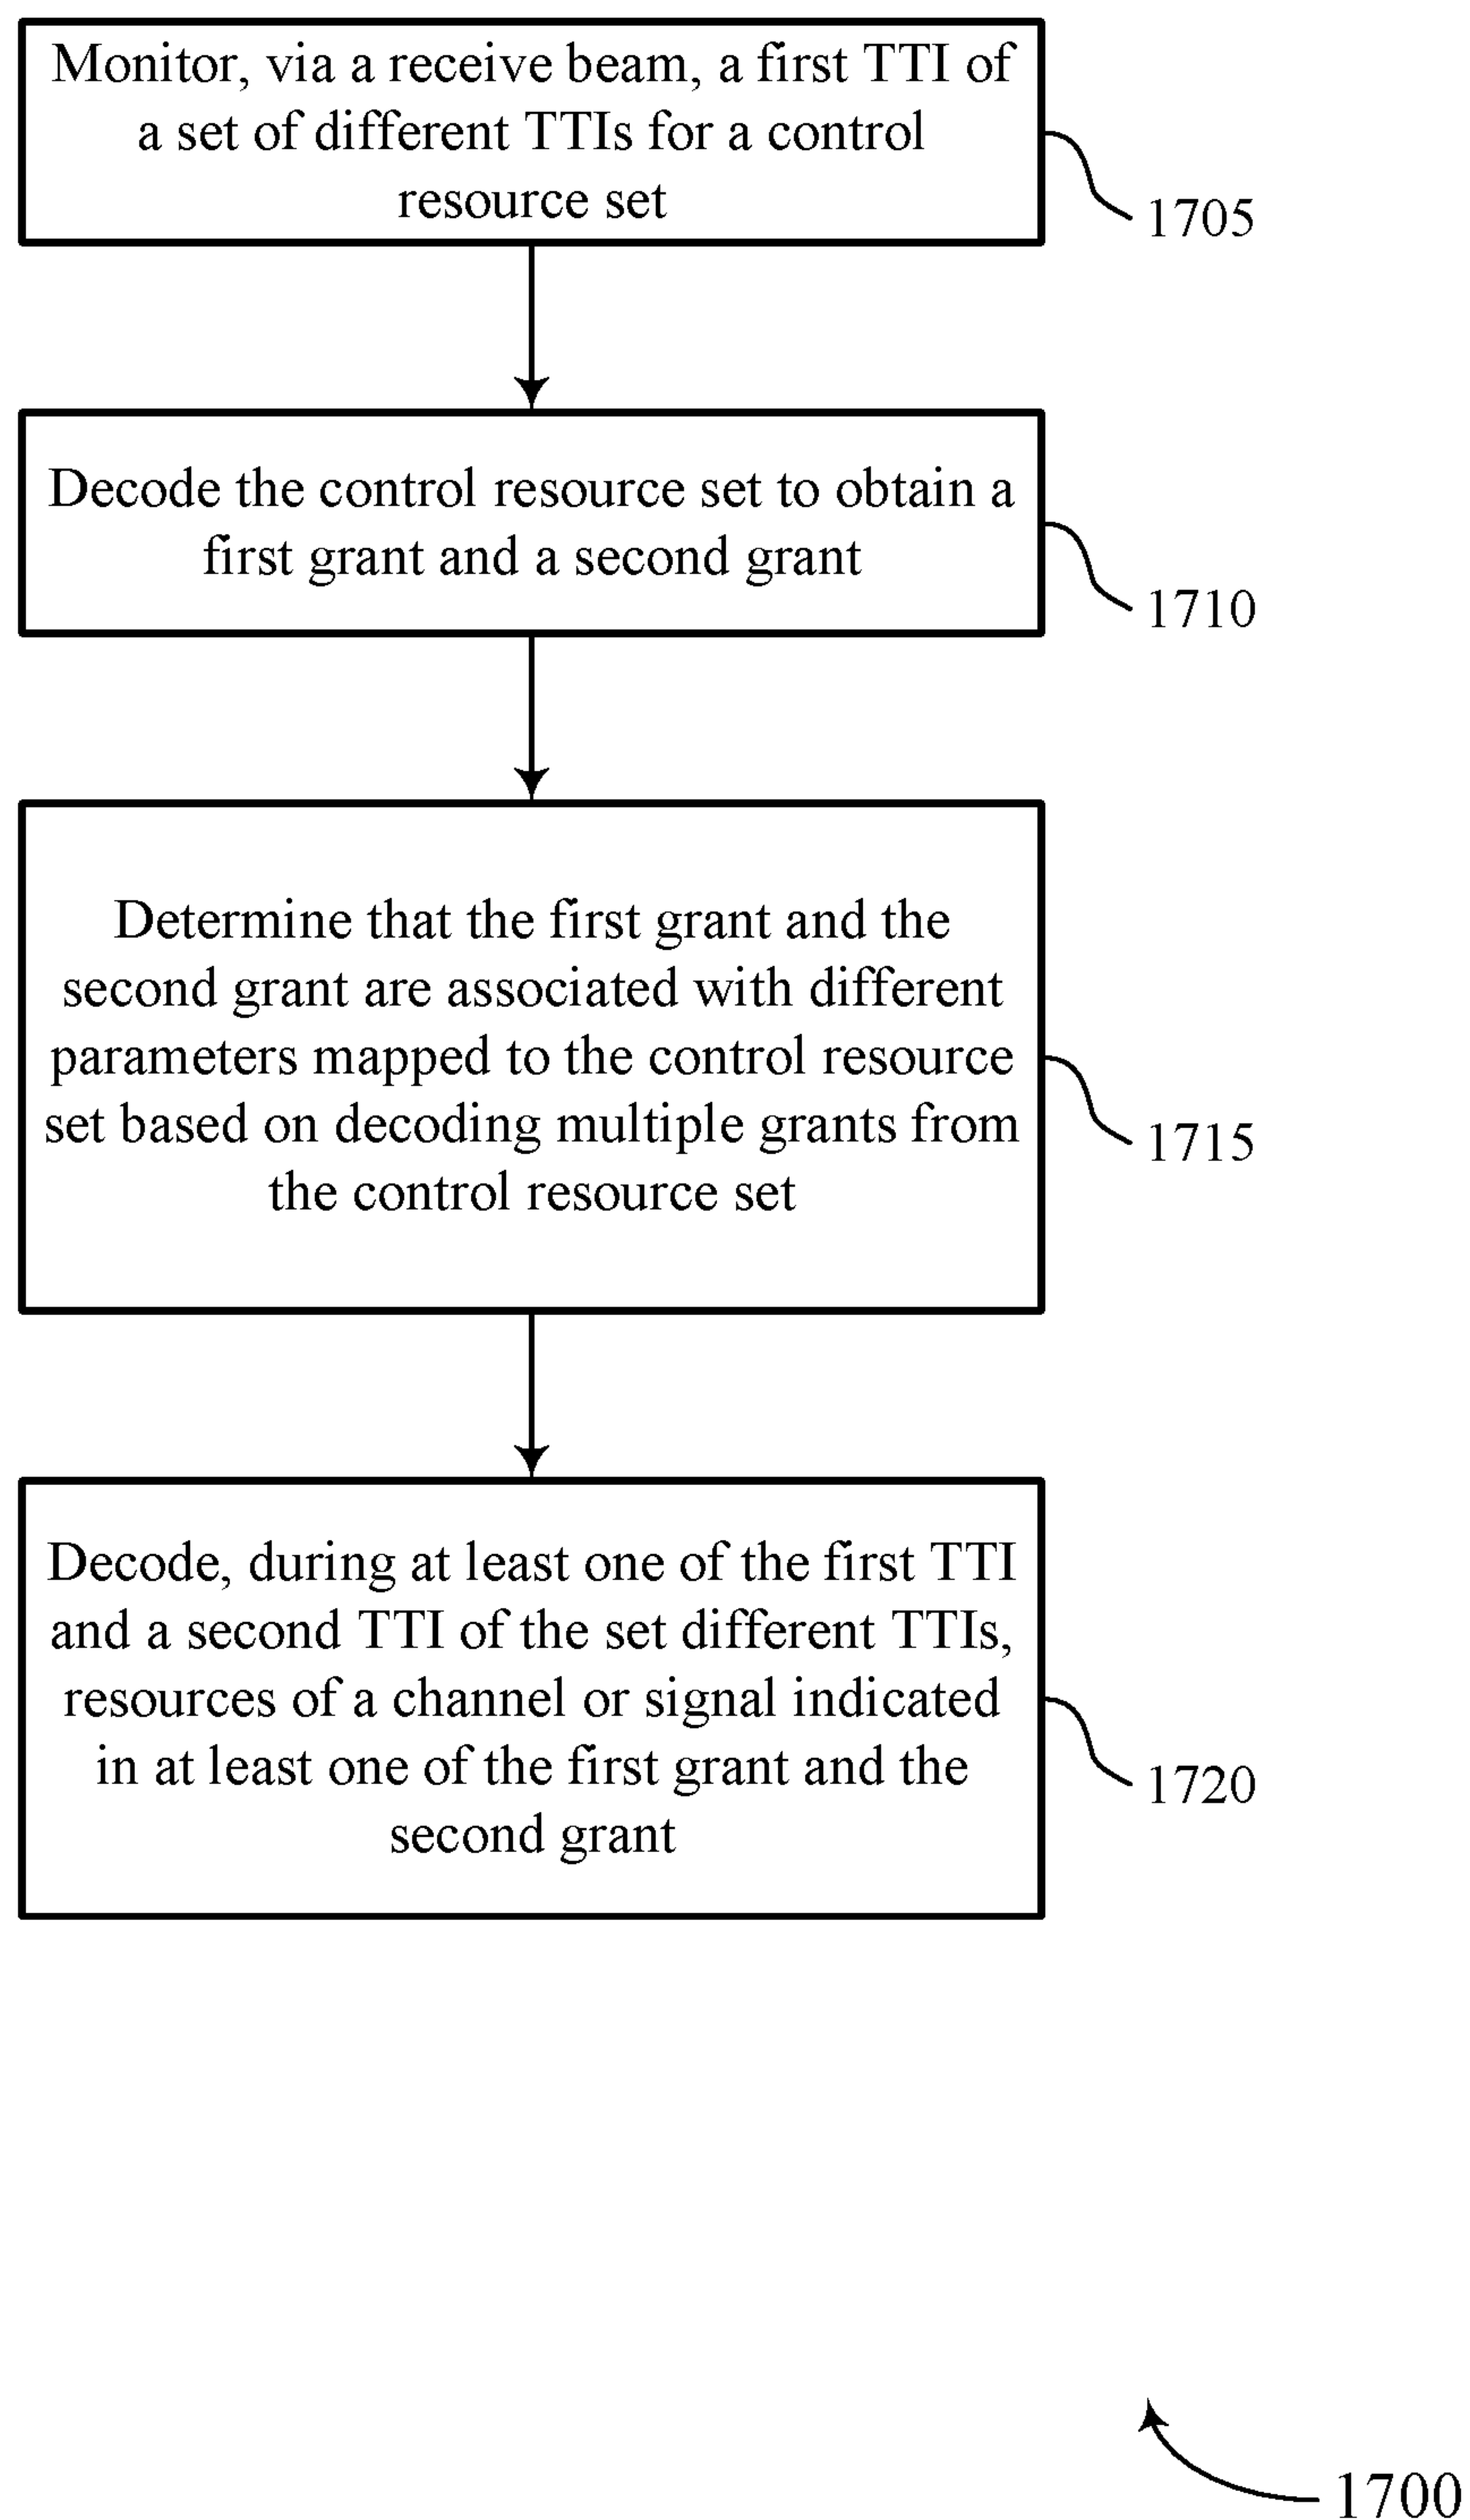 Monitor, via a receive beam, a first TTI of
a set of different TTIs for a control
resource set
1705
Decode the control resource set to obtain a
first grant and a second grant
1710
Determine that the first grant and the
second grant are associated with different
parameters mapped to the control resource
set based on decoding multiple grants from
the control resource set
1715
Decode, during at least one of the first TTI
and a second TTI of the set different TTIs,
resources of a channel or signal indicated
in at least one of the first grant and the
second grant
1720
1700